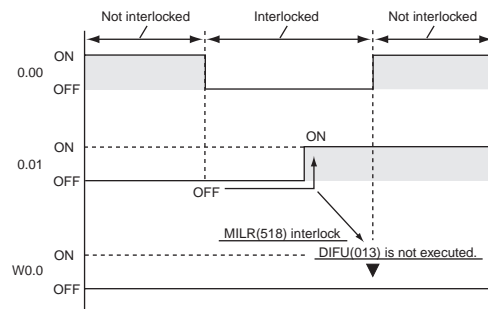 Not interlocked Interlocked Not interlocked
ON
0.00
OFF
ON
ON
0.01
OFF
OFF
MILR(518) interlock
DIFU(013) is not executed.
ON
W0.0
OFF